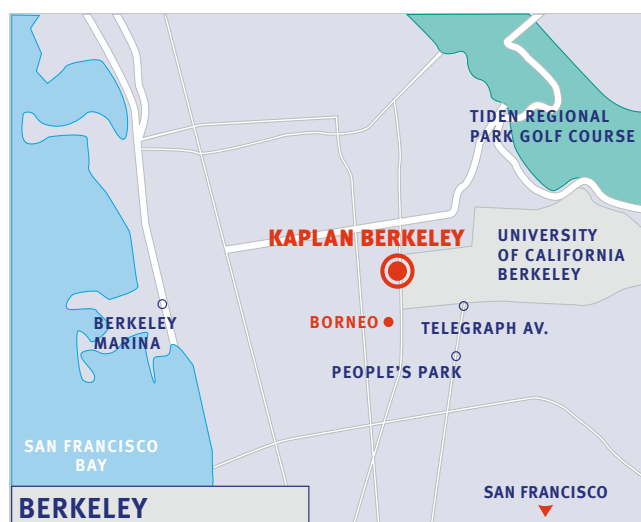 TIDEN REGIONAL
PARK GOLF COURSE
KAPLAN BERKELEY
UNIVERSITY
OF CALIFORNIA
BERKELEY
BERKELEY
MARINA
BORNEO
TELEGRAPH AV.
PEOPLE'S PARK
SAN FRANCISCO
BAY
SAN FRANCISCO
BERKELEY